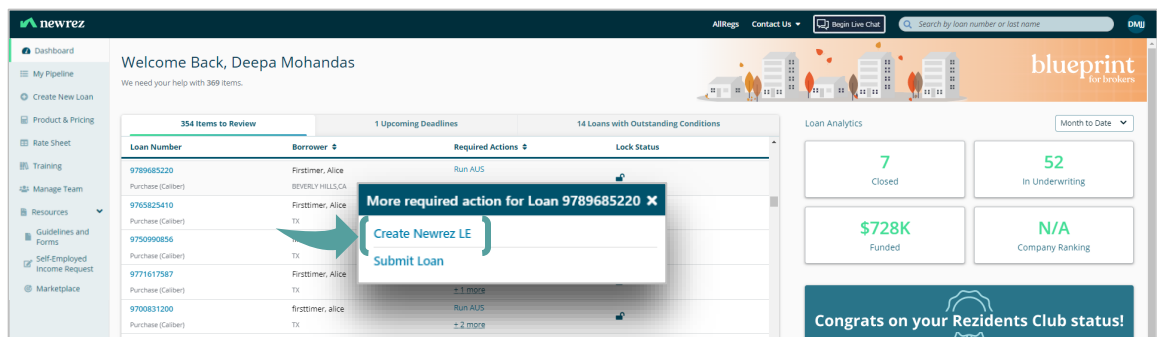 newrez
AllRegs
Contact Us
Begin Live Chat
Search by loan number or last name
DMJJ
Dashboard
My Pipeline
Create New Loan
Product & Pricing
Rate Sheet
Training
Manage Team
Resources
Guidelines and
Forms
Self-Employed
Income Request
Marketplace
Welcome Back, Deepa Mohandas
We need your help with 369 items.
blueprint
for brokers
354 Items to Review
1 Upcoming Deadlines
14 Loans with Outstanding Conditions
Loan Number
Borrower
Required Actions
Lock Status
9789685220
Firstimer, Alice
Run AUS
Purchase (Caliber)
BEVERLY HILLS,CA
9765825410
Firsttimer, Alice
Purchase (Caliber)
TX
9750990856
Purchase (Caliber)
TX
9771617587
Firsttimer, Alice
Purchase (Caliber)
TX
+ 1 more
9700831200
firsttimer, alice
Run AUS
Purchase (Caliber)
TX
+ 2 more
More required action for Loan 9789685220 X
Create Newrez LE
Submit Loan
Loan Analytics
Month to Date
7
Closed
52
In Underwriting
$728K
Funded
N/A
Company Ranking
Congrats on your Rezidents Club status!